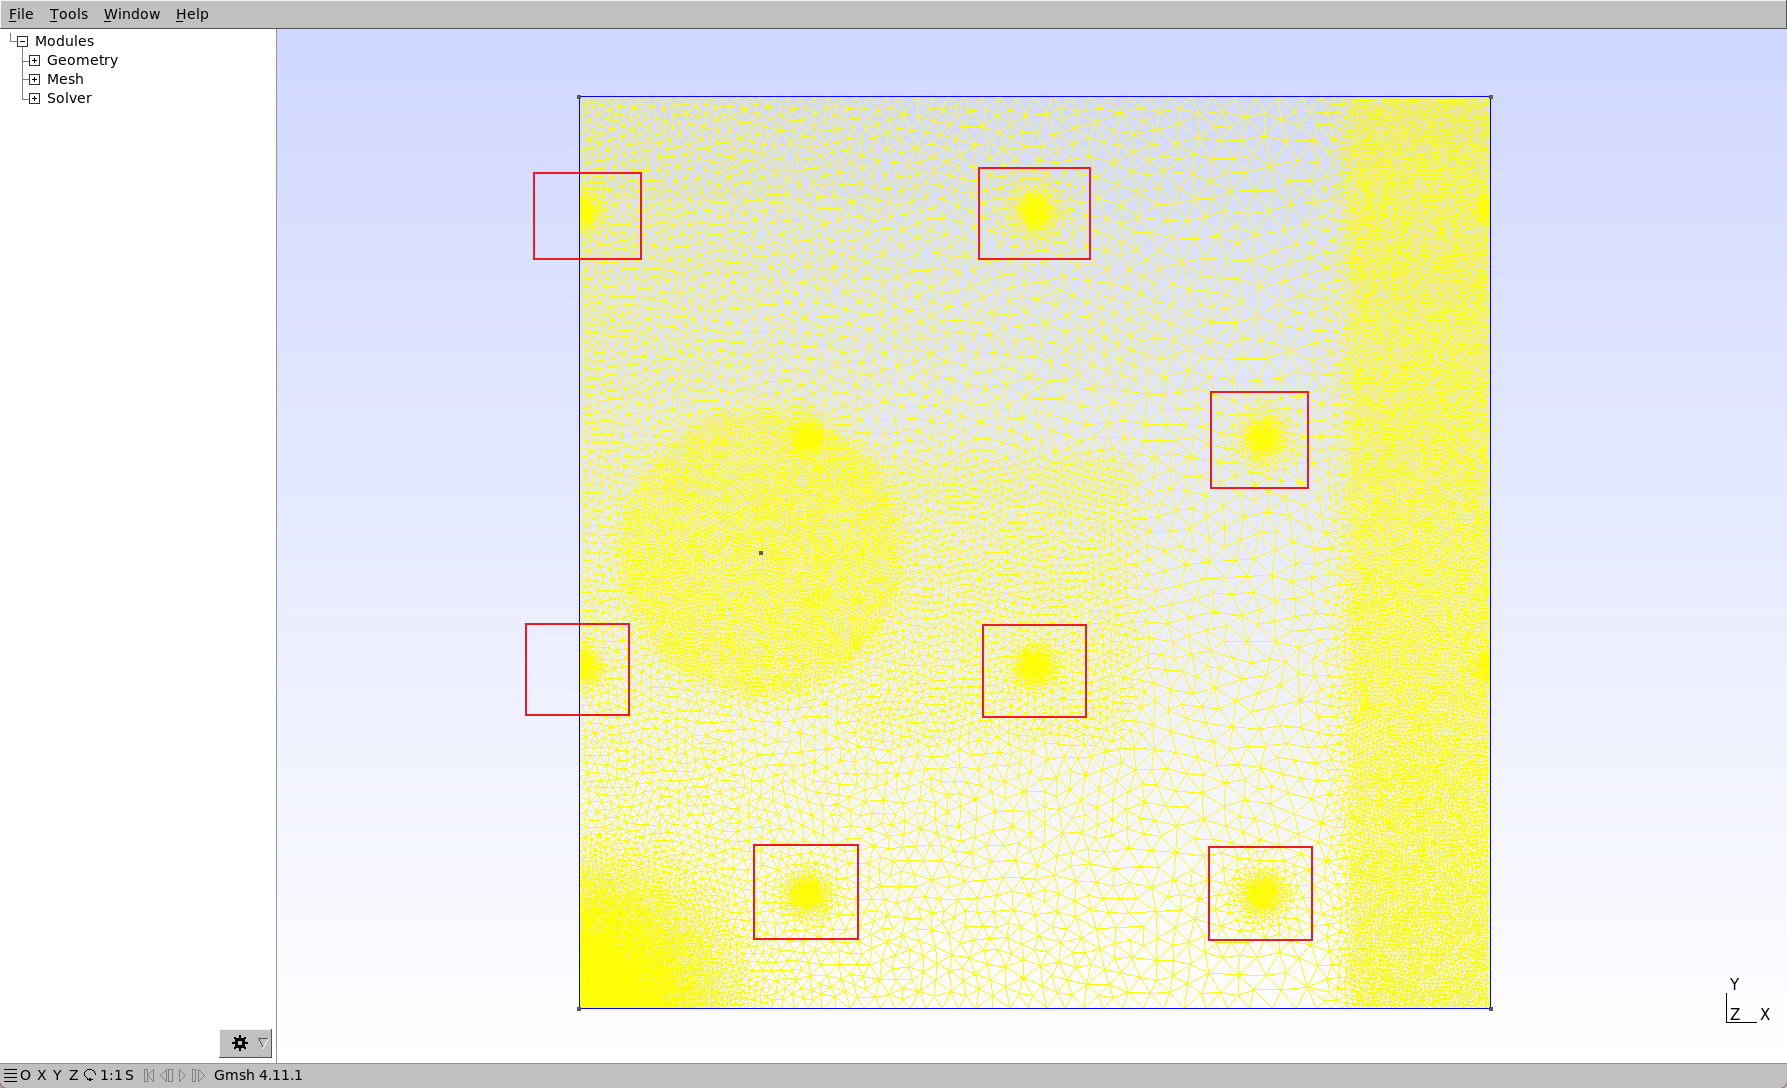 File Tools Window Help
Modules
Geometry
Mesh
Solver
Y
Z X
O X Y Z 1:1 S Gmsh 4.11.1